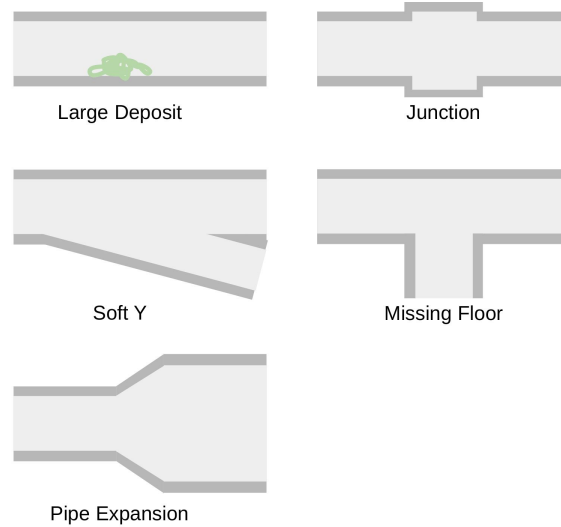 Large Deposit
Junction
Soft Y
Missing Floor
Pipe Expansion